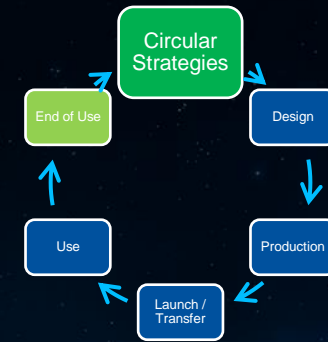 Circular
Strategies
Design
Production
Launch /
Transfer
Use
End of Use